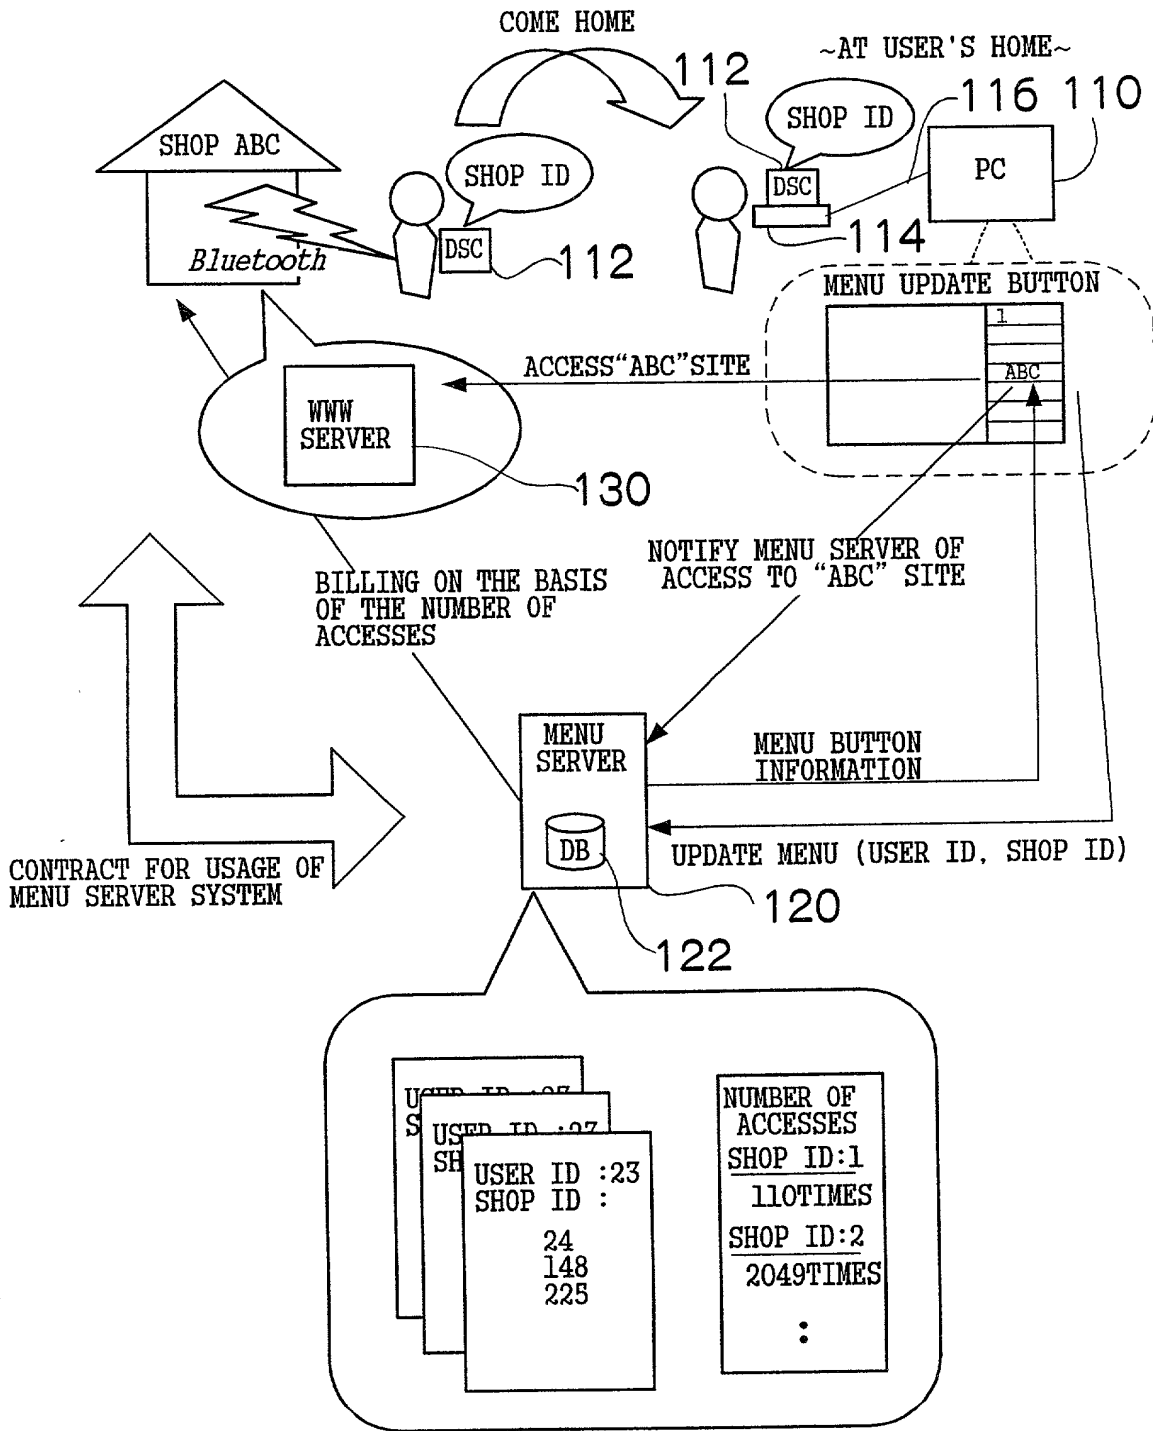 COME HOME
~AT USER'S HOME~
112
116
110
SHOP ABC
SHOP ID
SHOP ID
PC
DSC
DSC
114
112
Bluetooth
MENU UPDATE BUTTON
1
ACCESS“ABC”SITE
ABC
WWW
SERVER
130
NOTIFY MENU SERVER OF
ACCESS TO “ABC” SITE
BILLING ON THE BASIS
OF THE NUMBER OF
ACCESSES
MENU
SERVER
MENU BUTTON
INFORMATION
DB
UPDATE MENU (USER ID, SHOP ID)
CONTRACT FOR USAGE OF
MENU SERVER SYSTEM
120
122
USER ID :23
SHOP ID :
24
148
225
NUMBER OF
ACCESSES
SHOP ID:1
110TIMES
SHOP ID:2
2049TIMES
: